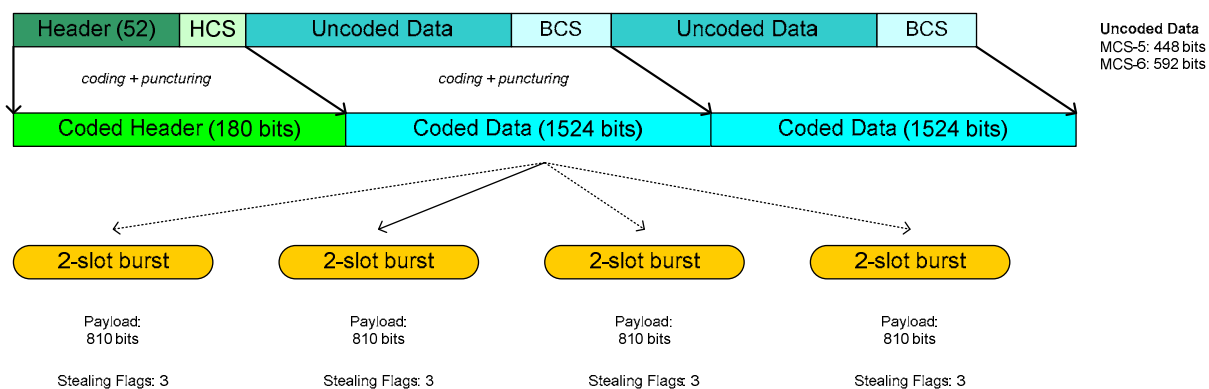 Header (52) HCS Uncoded Data BCS Uncoded Data BCS
Uncoded Data
MCS-5: 448 bits
MCS-6: 592 bits
coding + puncturing coding + puncturing
Coded Header (180 bits) Coded Data (1524 bits) Coded Data (1524 bits)
2-slot burst 2-slot burst 2-slot burst 2-slot burst
Payload: Payload: Payload: Payload:
810 bits 810 bits 810 bits 810 bits
Stealing Flags: 3 Stealing Flags: 3 Stealing Flags: 3 Stealing Flags: 3